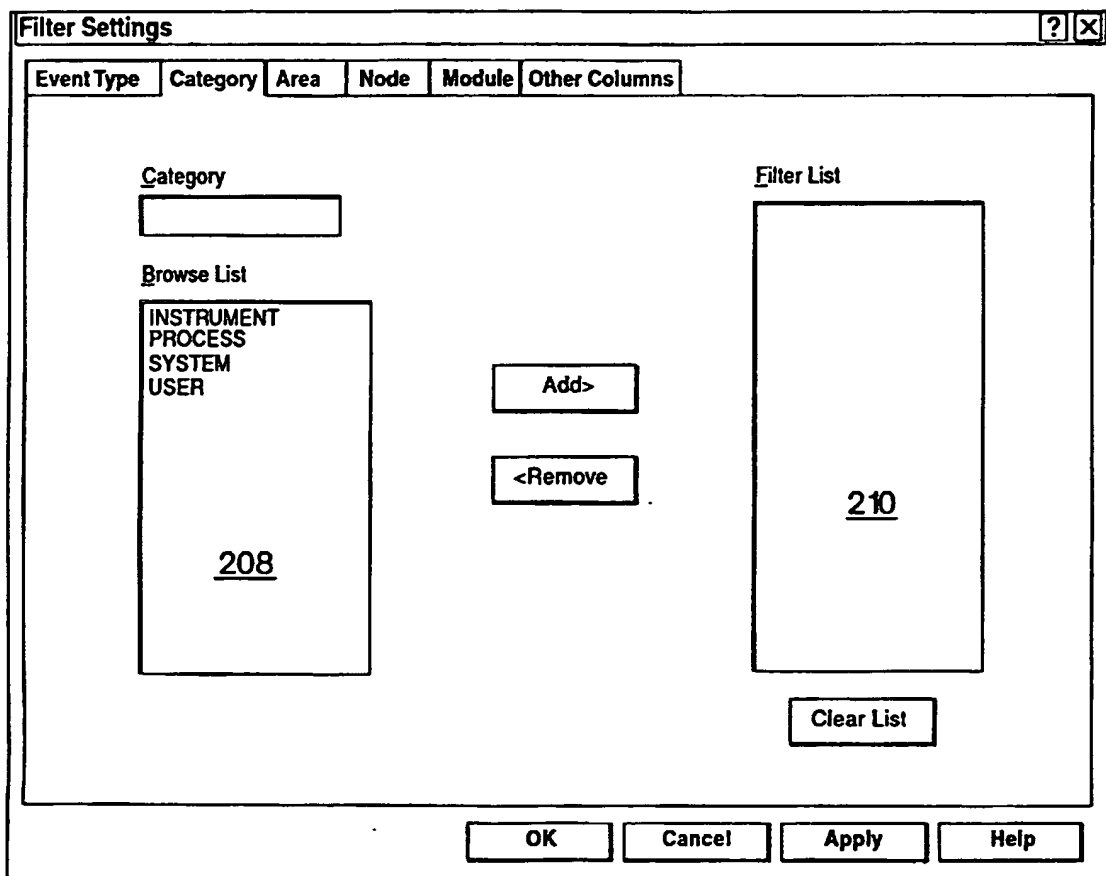 Filter Settings ? X
Event Type Category Area Node Module Other Columns
Category
Filter List
Browse List
INSTRUMENT
PROCESS
SYSTEM
USER
Add>
<Remove
210
208
Clear List
OK Cancel Apply Help